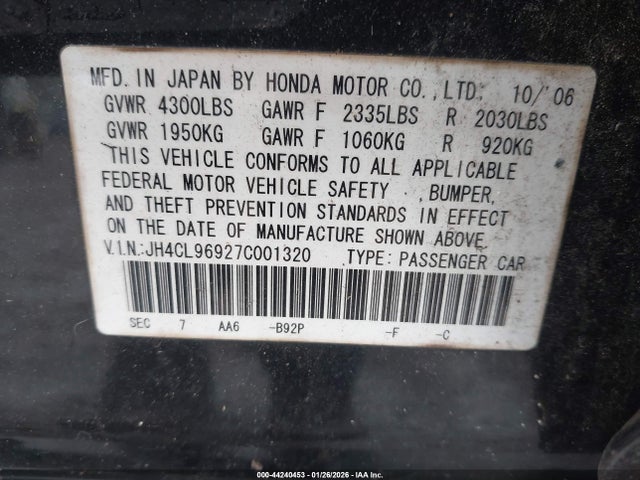 MFD. IN JAPAN BY HONDA MOTOR CO., LTD. 10/'06
GVWR 4300LBS GAWR F 2335LBS R 2030LBS
GVWR 1950KG GAWR F 1060KG R 920KG
THIS VEHICLE CONFORMS TO ALL APPLICABLE
FEDERAL MOTOR VEHICLE SAFETY , BUMPER,
AND THEFT PREVENTION STANDARDS IN EFFECT
ON THE DATE OF MANUFACTURE SHOWN ABOVE.
V.I.N.:JH4CL96927C001320 TYPE: PASSENGER CAR
SEC 7 AA6 -B92P -F -C
000-44240453 - 01/26/2026 - IAA Inc.